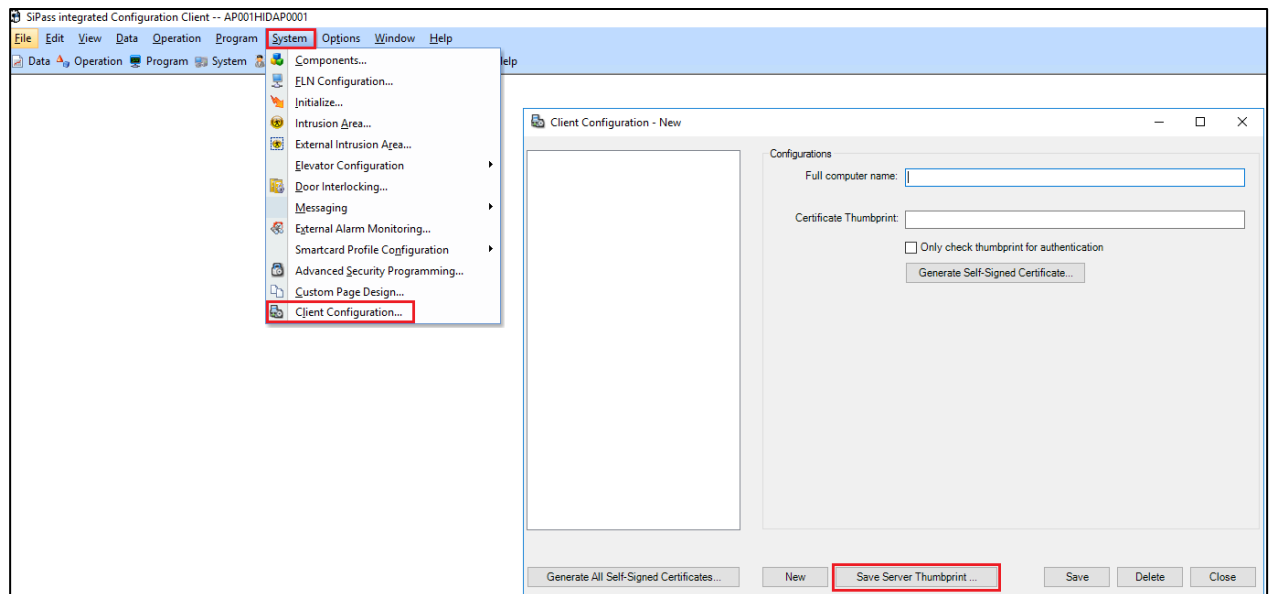 SiPass integrated Configuration Client -- AP001HIDAP0001
File Edit View Data Operation Program System Options Window Help
Data Operation Program System elp
Components...
FLN Configuration...
Initialize...
Intrusion Area...
External Intrusion Area...
Elevator Configuration
Door Interlocking...
Messaging
External Alarm Monitoring...
Smartcard Profile Configuration
Advanced Security Programming...
Custom Page Design...
Client Configuration...
Client Configuration - New
Configurations
Full computer name:
Certificate Thumbprint:
Only check thumbprint for authentication
Generate Self-Signed Certificate...
Generate All Self-Signed Certificates... New Save Server Thumbprint ... Save Delete Close